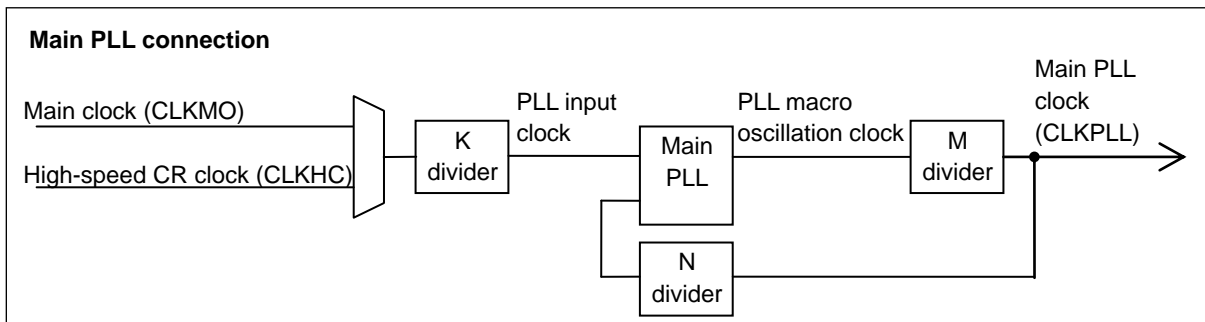 Main PLL connection
Main clock (CLKMO)
High-speed CR clock (CLKHC)
K
divider
PLL input
clock
Main
PLL
N
divider
PLL macro
oscillation clock
M
divider
Main PLL
clock
(CLKPLL)